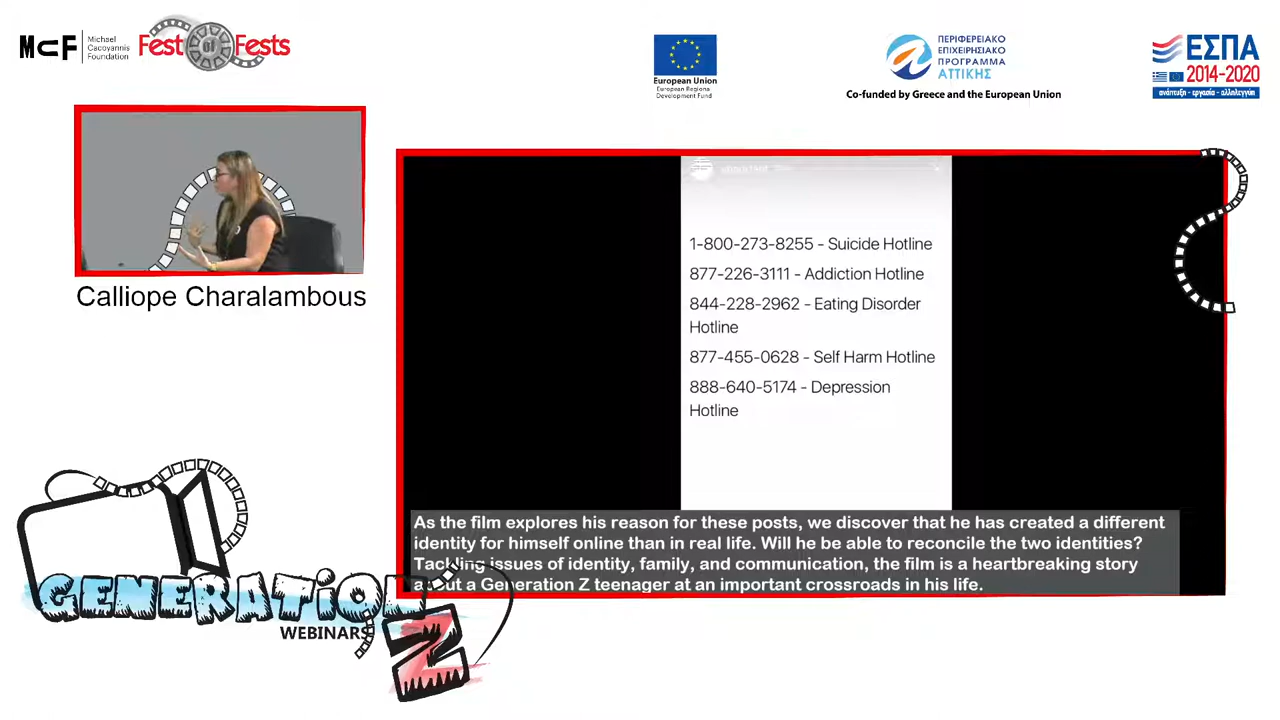 MCF
Michael
Cacoyannis
Foundation
Fest of Fests
European Union
European Regional
Development Fund
ΠΕΡΙΦΕΡΕΙΑΚΟ
ΕΠΙΧΕΙΡΗΣΙΑΚΟ
ΠΡΟΓΡΑΜΜΑ
ΑΤΤΙΚΗΣ
Co-funded by Greece and the European Union
ΕΣΠΑ
2014-2020
ανάπτυξη - εργασία - αλληλεγγύη
Calliope Charalambous
1-800-273-8255 - Suicide Hotline
877-226-3111 - Addiction Hotline
844-228-2962 - Eating Disorder
Hotline
877-455-0628 - Self Harm Hotline
888-640-5174 - Depression
Hotline
As the film explores his reason for these posts, we discover that he has created a different
identity for himself online than in real life. Will he be able to reconcile the two identities?
Tackling issues of identity, family, and communication, the film is a heartbreaking story
about a Generation Z teenager at an important crossroads in his life.
GENERATiON
WEBINARS
Z